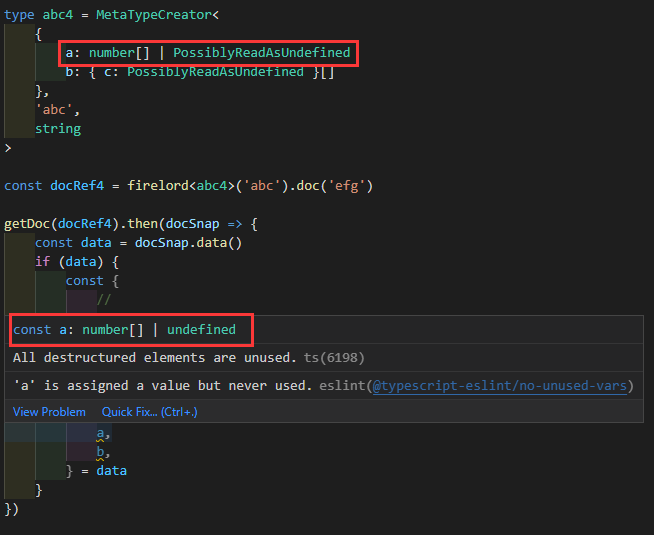 type abc4 = MetaTypeCreator<
{
a: number[] | PossiblyReadAsUndefined
b: { c: PossiblyReadAsUndefined }[]
},
'abc',
string
>
const docRef4 = firelord<abc4>('abc').doc('efg')
getDoc(docRef4).then(docSnap => {
const data = docSnap.data()
if (data) {
const {
//
const a: number[] | undefined
All destructured elements are unused. ts(6198)
'a' is assigned a value but never used. eslint(@typescript-eslint/no-unused-vars)
View Problem Quick Fix... (Ctrl+.)
a,
b,
} = data
}
})